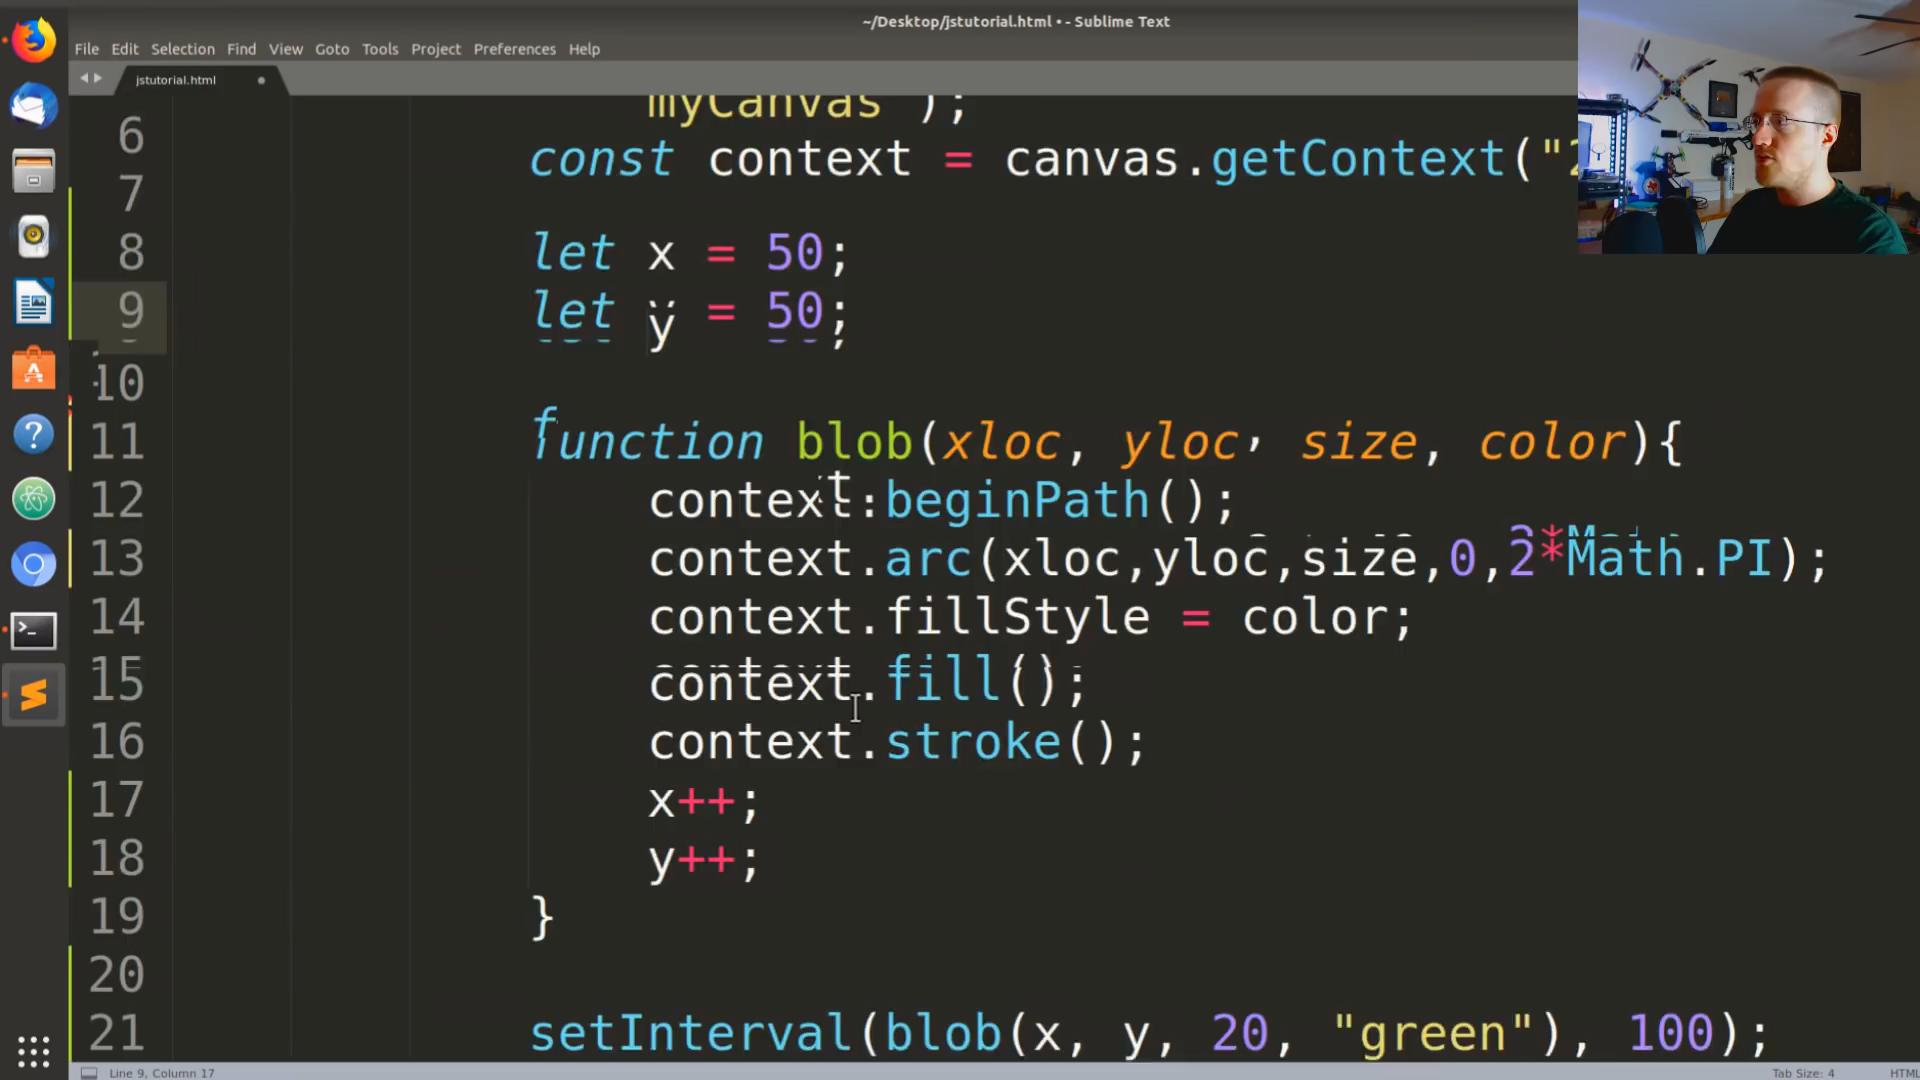 ~/Desktop/jstutorial.html • - Sublime Text
File Edit Selection Find View Goto Tools Project Preferences Help
jstutorial.html
myCanvas");
6 const context = canvas.getContext("2
7
8 let x = 50;
9 let y = 50;
10
11 function blob(xloc, yloc, size, color){
12 context.beginPath();
13 context.arc(xloc,yloc,size,0,2*Math.PI);
14 context.fillStyle = color;
15 context.fill();
16 context.stroke();
17 x++;
18 y++;
19 }
20
21 setInterval(blob(x, y, 20, "green"), 100);
Line 9, Column 17
Tab Size: 4
HTML